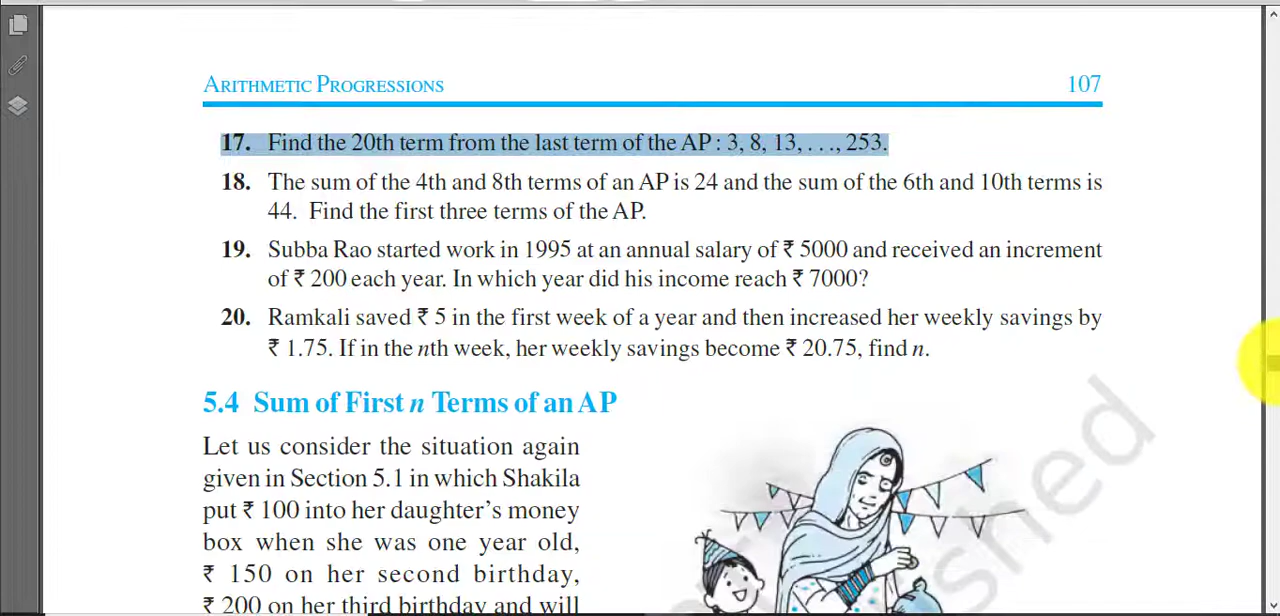 ARITHMETIC PROGRESSIONS 107
17. Find the 20th term from the last term of the AP : 3, 8, 13, . . ., 253.
18. The sum of the 4th and 8th terms of an AP is 24 and the sum of the 6th and 10th terms is
44. Find the first three terms of the AP.
19. Subba Rao started work in 1995 at an annual salary of ₹ 5000 and received an increment
of ₹ 200 each year. In which year did his income reach ₹ 7000?
20. Ramkali saved ₹ 5 in the first week of a year and then increased her weekly savings by
₹ 1.75. If in the nth week, her weekly savings become ₹ 20.75, find n.
5.4 Sum of First n Terms of an AP
Let us consider the situation again
given in Section 5.1 in which Shakila
put ₹ 100 into her daughter's money
box when she was one year old,
₹ 150 on her second birthday,
₹ 200 on her third birthday and will